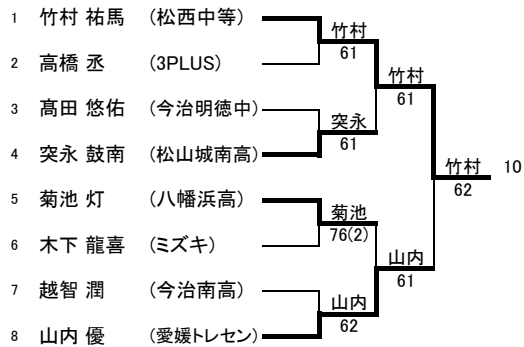 1 竹村 祐馬 (松西中等)
竹村
61
2 高橋 丞 (3PLUS)
竹村
61
3 髙田 悠佑 (今治明徳中)
突永
61
4 突永 鼓南 (松山城南高)
竹村 10
62
5 菊池 灯 (八幡浜高)
菊池
76(2)
6 木下 龍喜 (ミズキ)
山内
61
7 越智 潤 (今治南高)
山内
62
8 山内 優 (愛媛トレセン)